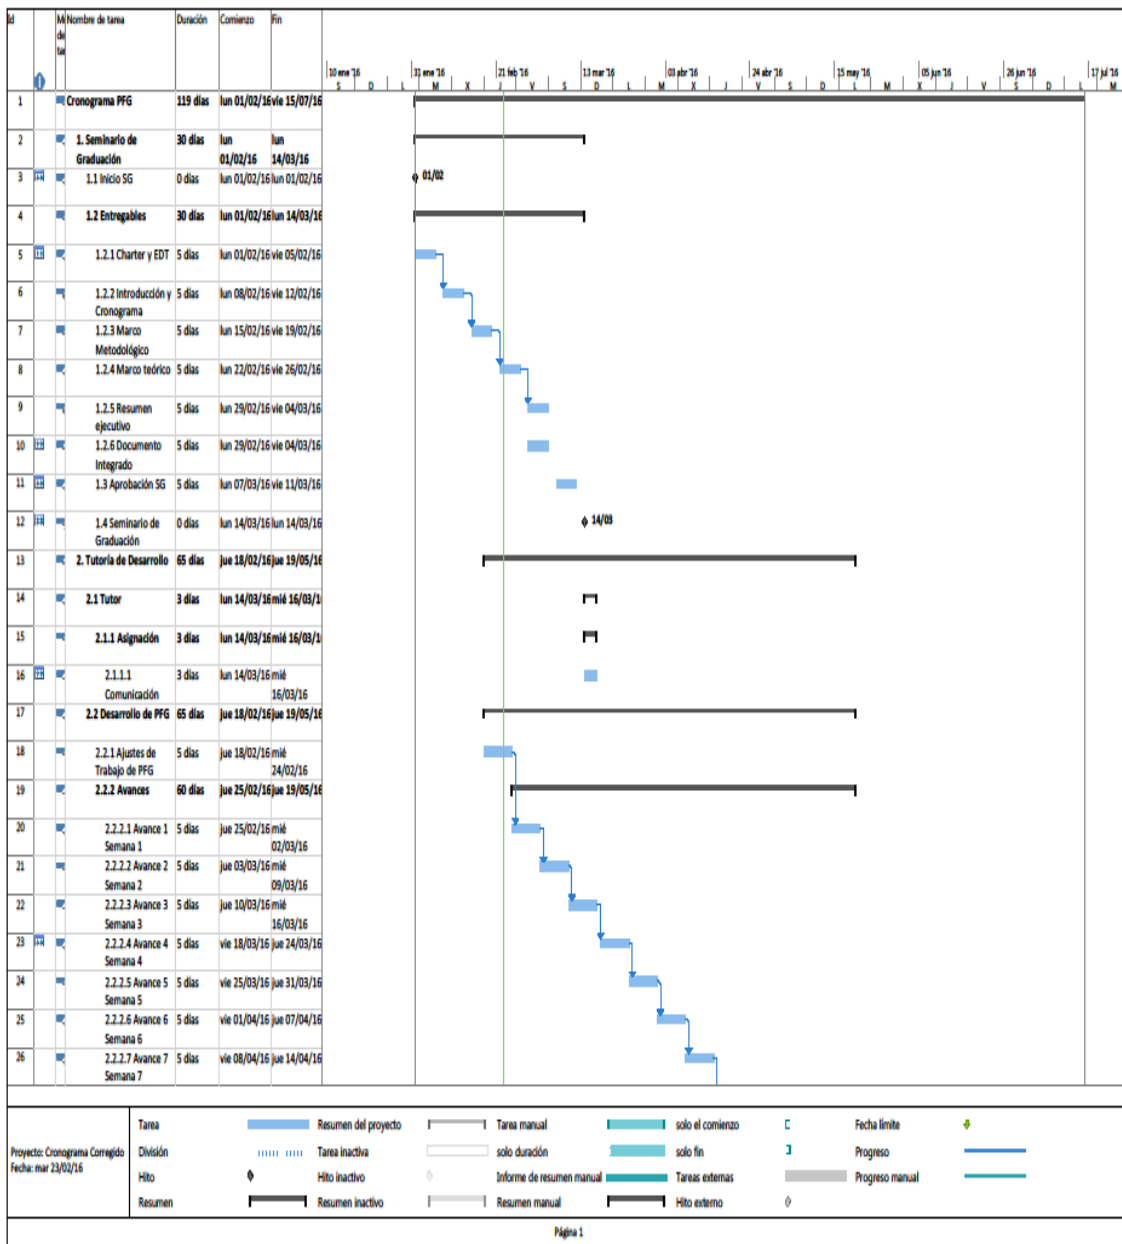 Id
M
de
ta
Nombre de tarea
Duración
Comienzo
Fin
10 ene '16
31 ene '16
21 feb '16
13 mar '16
03 abr '16
24 abr '16
15 may '16
05 jun '16
26 jun '16
17 jul '16
S D L M X J V S D L M X J V S D L M X J V S D L M
1 Cronograma PFG 119 días lun 01/02/16 vie 15/07/16
2 1. Seminario de 30 días lun lun
Graduación 01/02/16 14/03/16
3 1.1 Inicio SG 0 días lun 01/02/16 lun 01/02/16
01/02
4 1.2 Entregables 30 días lun 01/02/16 lun 14/03/16
5 1.2.1 Charter y EDT 5 días lun 01/02/16 vie 05/02/16
6 1.2.2 Introducción y 5 días lun 08/02/16 vie 12/02/16
Cronograma
7 1.2.3 Marco 5 días lun 15/02/16 vie 19/02/16
Metodológico
8 1.2.4 Marco teórico 5 días lun 22/02/16 vie 26/02/16
9 1.2.5 Resumen 5 días lun 29/02/16 vie 04/03/16
ejecutivo
10 1.2.6 Documento 5 días lun 29/02/16 vie 04/03/16
Integrado
11 1.3 Aprobación SG 5 días lun 07/03/16 vie 11/03/16
12 1.4 Seminario de 0 días lun 14/03/16 lun 14/03/16
Graduación
14/03
13 2. Tutoría de Desarrollo 65 días jue 18/02/16 jue 19/05/16
14 2.1 Tutor 3 días lun 14/03/16 mié 16/03/1
15 2.1.1 Asignación 3 días lun 14/03/16 mié 16/03/1
16 2.1.1.1 3 días lun 14/03/16 mié
Comunicación 16/03/16
17 2.2 Desarrollo de PFG 65 días jue 18/02/16 jue 19/05/16
18 2.2.1 Ajustes de 5 días jue 18/02/16 mié
Trabajo de PFG 24/02/16
19 2.2.2 Avances 60 días jue 25/02/16 jue 19/05/16
20 2.2.2.1 Avance 1 5 días jue 25/02/16 mié
Semana 1 02/03/16
21 2.2.2.2 Avance 2 5 días jue 03/03/16 mié
Semana 2 09/03/16
22 2.2.2.3 Avance 3 5 días jue 10/03/16 mié
Semana 3 16/03/16
23 2.2.2.4 Avance 4 5 días vie 18/03/16 jue 24/03/16
Semana 4
24 2.2.2.5 Avance 5 5 días vie 25/03/16 jue 31/03/16
Semana 5
25 2.2.2.6 Avance 6 5 días vie 01/04/16 jue 07/04/16
Semana 6
26 2.2.2.7 Avance 7 5 días vie 08/04/16 jue 14/04/16
Semana 7
Proyecto: Cronograma Corregido
Fecha: mar 23/02/16
Tarea Resumen del proyecto Tarea manual solo el comienzo Fecha límite
División Tarea inactiva solo duración solo fin Progreso
Hito Hito inactivo Informe de resumen manual Tareas externas Progreso manual
Resumen Resumen inactivo Resumen manual Hito externo
Página 1